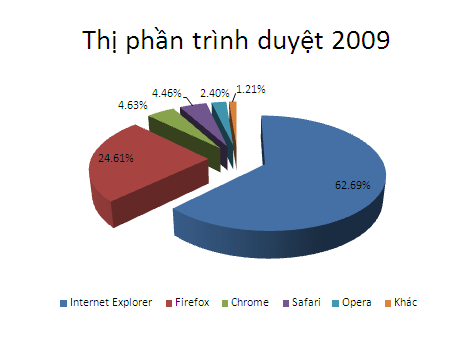 Thị phần trình duyệt 2009
4.46%
2.40%
1.21%
4.63%
24.61%
62.69%
Internet Explorer
Firefox
Chrome
Safari
Opera
Khác